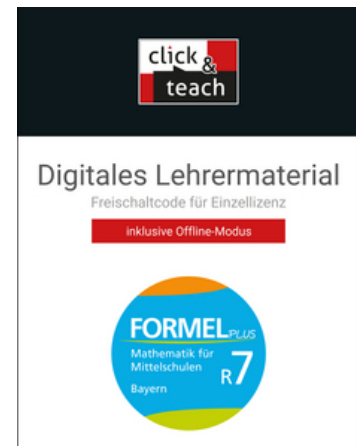 click &
teach
Digitales Lehrermaterial
Freischaltcode für Einzellizenz
inklusive Offline-Modus
FORMEL PLUS
Mathematik für
Mittelschulen
R7
Bayern